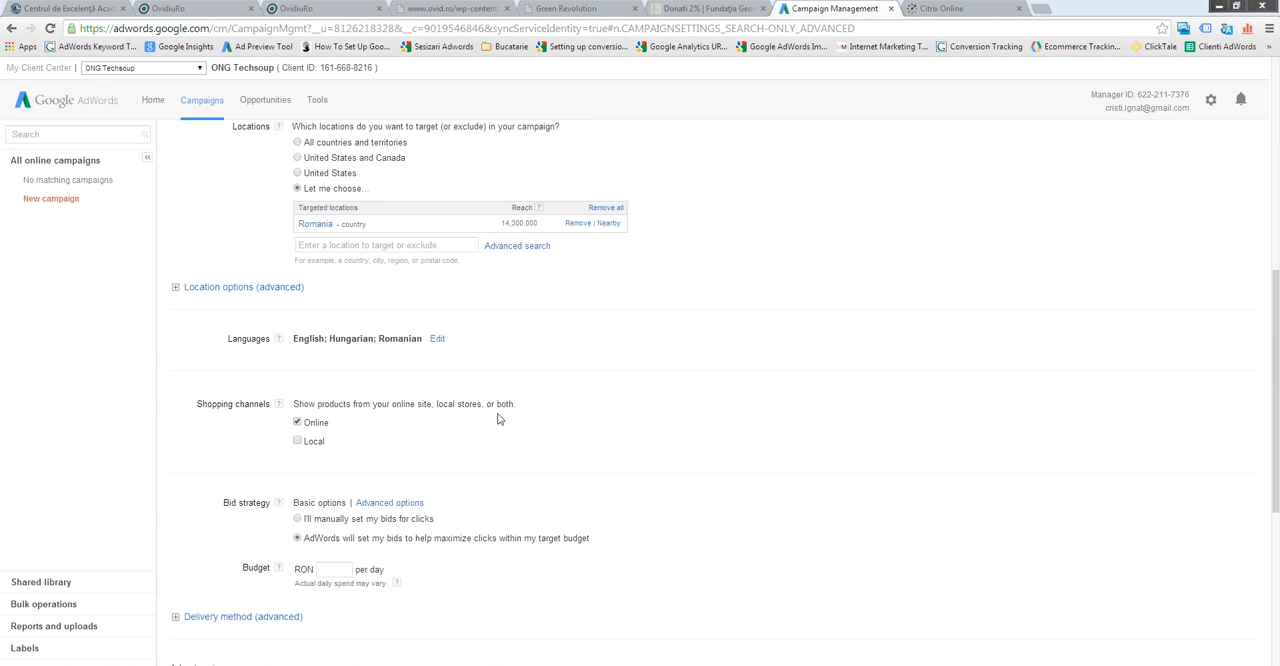 Centrul de Excelenţă Acad
OvidiuRo
OvidiuRo
www.ovid.ro/wp-content
Green Revolution
Donati 2% | Fundaţia Geor
Campaign Management
Citrix Online
https://adwords.google.com/cm/CampaignMgmt?__u=8126218328&__c=9019546846&syncServiceIdentity=true#n.CAMPAIGNSETTINGS_SEARCH-ONLY_ADVANCED
Apps
AdWords Keyword T...
Google Insights
Ad Preview Tool
How To Set Up Goo...
Sesizari Adwords
Bucatarie
Setting up conversio...
Google Analytics UR...
Google AdWords Im...
Internet Marketing T...
Conversion Tracking
Ecommerce Trackin...
ClickTale
Clienti AdWords
»
My Client Center
ONG Techsoup
ONG Techsoup ( Client ID: 161-668-8216 )
Google AdWords
Home
Campaigns
Opportunities
Tools
Manager ID: 622-211-7376
cristi.ignat@gmail.com
Search
All online campaigns
«
No matching campaigns
New campaign
Locations ? Which locations do you want to target (or exclude) in your campaign?
All countries and territories
United States and Canada
United States
Let me choose...
Targeted locations Reach ? Remove all
Romania - country 14,300,000 Remove | Nearby
Enter a location to target or exclude. Advanced search
For example, a country, city, region, or postal code.
Location options (advanced)
Languages ? English; Hungarian; Romanian Edit
Shopping channels ? Show products from your online site, local stores, or both.
Online
Local
Bid strategy ? Basic options | Advanced options
I'll manually set my bids for clicks
AdWords will set my bids to help maximize clicks within my target budget
Budget ? RON per day
Actual daily spend may vary. ?
Delivery method (advanced)
Shared library
Bulk operations
Reports and uploads
Labels